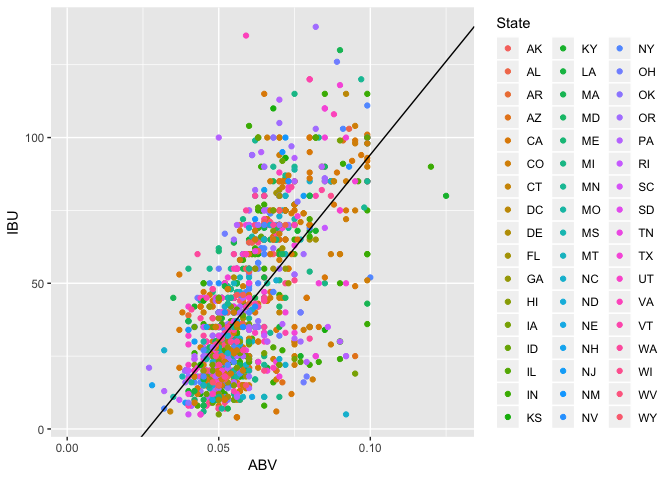 State
AK KY NY
AL LA OH
AR MA OK
AZ MD OR
CA ME PA
CO MI RI
CT MN SC
DC MO SD
DE MS TN
FL MT TX
GA NC UT
HI ND VA
IA NE VT
ID NH WA
IL NJ WI
IN NM WV
KS NV WY
IBU
100
50
0
0.00 0.05 0.10
ABV